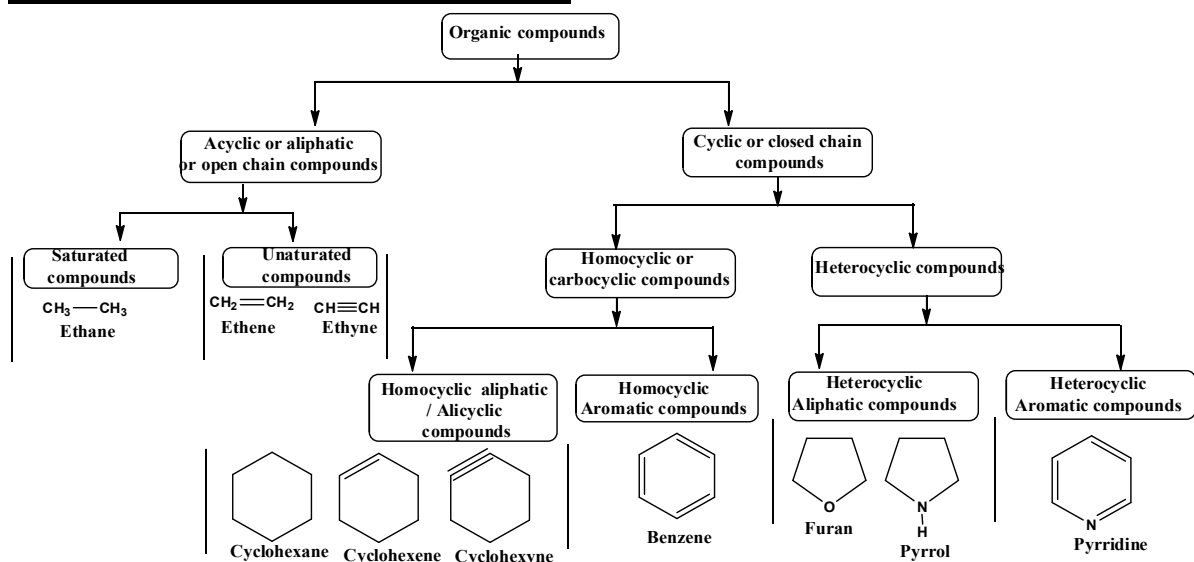 Organic compounds
Acyclic or aliphatic
or open chain compounds
Cyclic or closed chain
compounds
Saturated
compounds
Unaturated
compounds
Homocyclic or
carbocyclic compounds
Heterocyclic compounds
CH3—CH3
Ethane
CH2=CH2
Ethene
CH≡CH
Ethyne
Homocyclic aliphatic
/ Alicyclic
compounds
Homocyclic
Aromatic compounds
Heterocyclic
Aliphatic compounds
Heterocyclic
Aromatic compounds
Cyclohexane
Cyclohexene
Cyclohexyne
Benzene
O
Furan
N
H
Pyrrol
N
Pyrridine